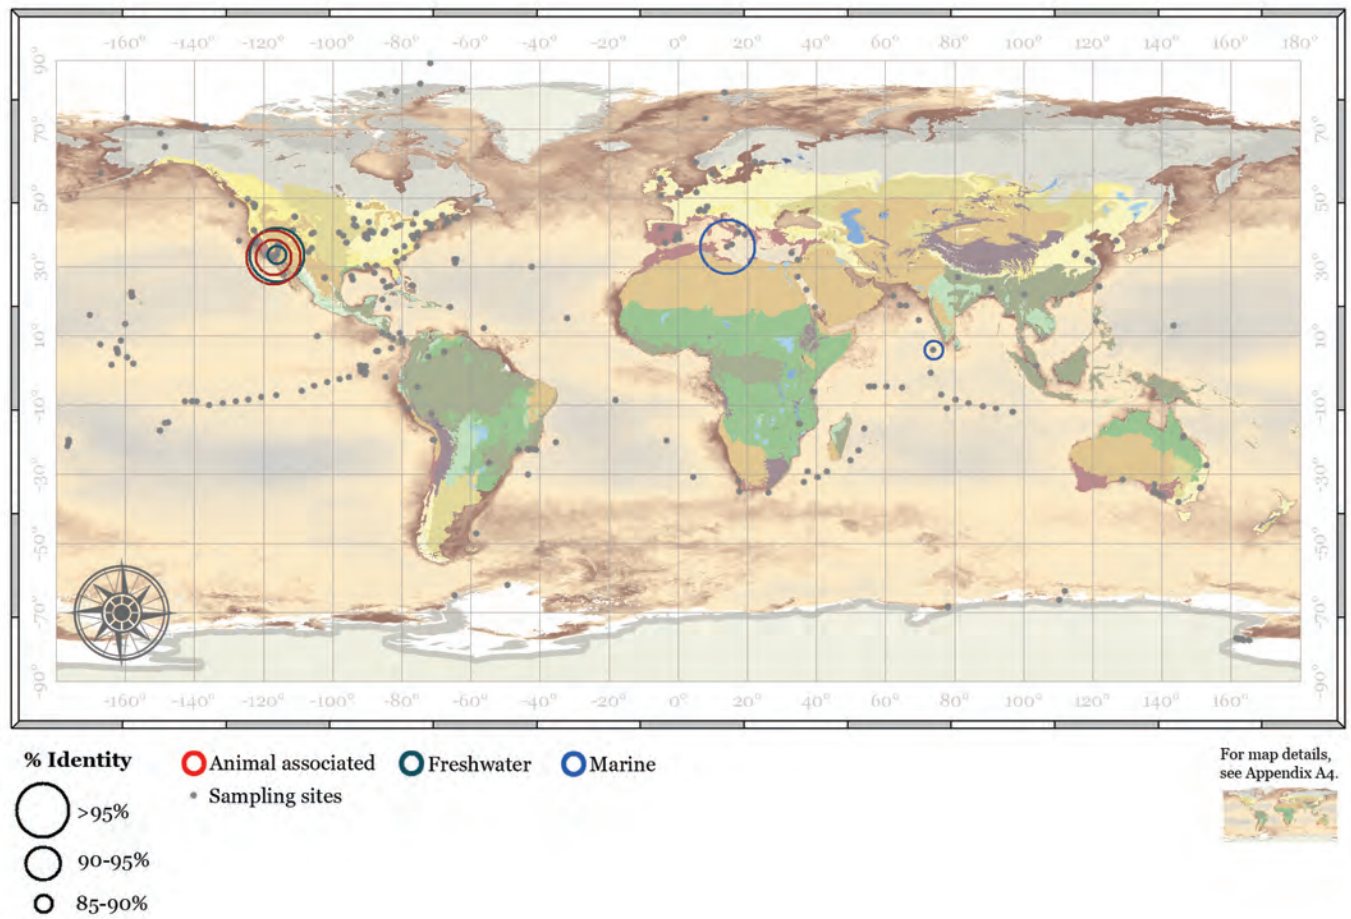 -160° -140° -120° -100° -80° -60° -40° -20° 0° 20° 40° 60° 80° 100° 120° 140° 160° 180°
90° 70° 50° 30° 10° -10° -30° -50° -70° -90°
70° 50° 30° 10° -10° -30° -50° -70° -90°
-160° -140° -120° -100° -80° -60° -40° -20° 0° 20° 40° 60° 80° 100° 120° 140° 160°
% Identity
>95%
90-95%
85-90%
Animal associated Freshwater Marine
Sampling sites
For map details,
see Appendix A4.